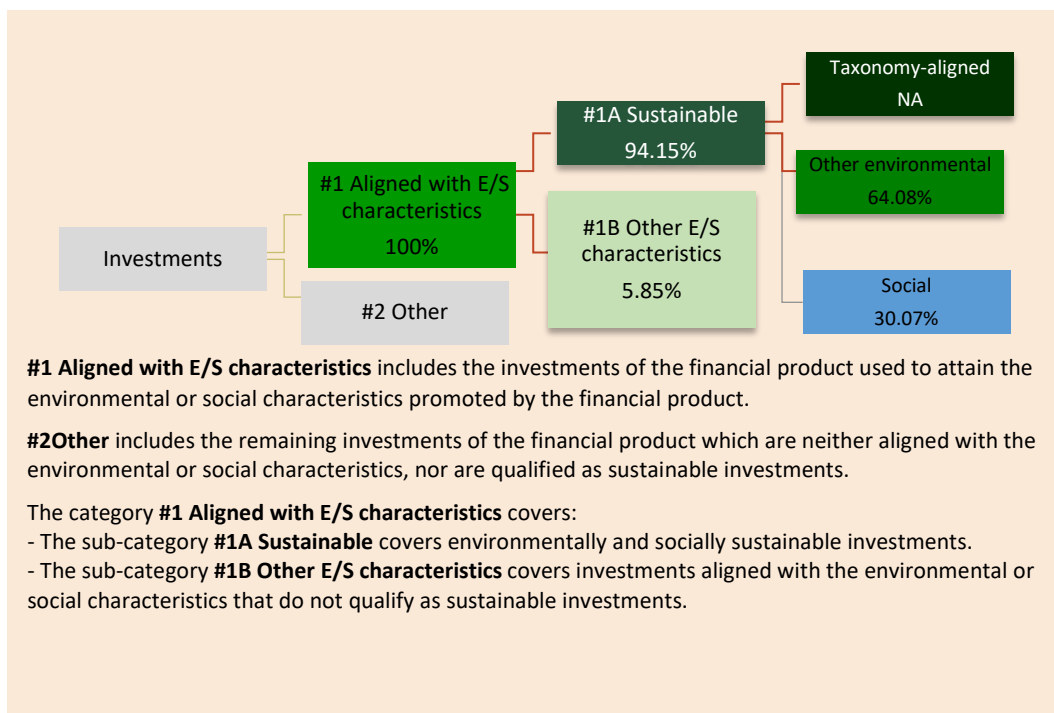 Taxonomy-aligned
NA
#1A Sustainable
94.15%
Other environmental
64.08%
#1 Aligned with E/S
characteristics
100%
#1B Other E/S
characteristics
5.85%
Investments
#2 Other
Social
30.07%
#1 Aligned with E/S characteristics includes the investments of the financial product used to attain the
environmental or social characteristics promoted by the financial product.
#2Other includes the remaining investments of the financial product which are neither aligned with the
environmental or social characteristics, nor are qualified as sustainable investments.
The category #1 Aligned with E/S characteristics covers:
- The sub-category #1A Sustainable covers environmentally and socially sustainable investments.
- The sub-category #1B Other E/S characteristics covers investments aligned with the environmental or
social characteristics that do not qualify as sustainable investments.